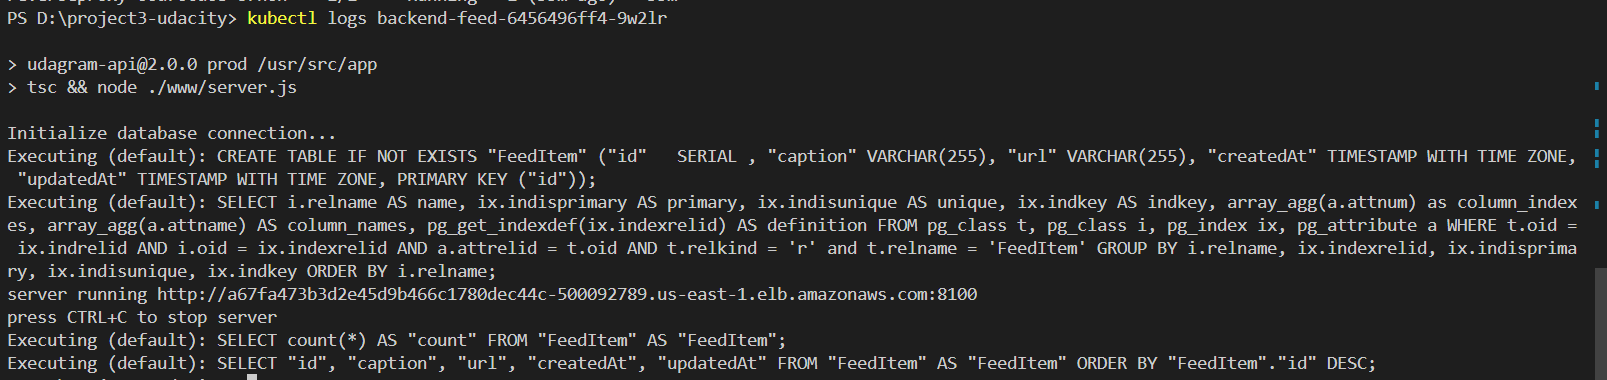 PS D:\project3-udacity> kubectl logs backend-feed-6456496ff4-9w2lr
> udagram-api@2.0.0 prod /usr/src/app
> tsc && node ./www/server.js
Initialize database connection...
Executing (default): CREATE TABLE IF NOT EXISTS "FeedItem" ("id"   SERIAL , "caption" VARCHAR(255), "url" VARCHAR(255), "createdAt" TIMESTAMP WITH TIME ZONE,
 "updatedAt" TIMESTAMP WITH TIME ZONE, PRIMARY KEY ("id"));
Executing (default): SELECT i.relname AS name, ix.indisprimary AS primary, ix.indisunique AS unique, ix.indkey AS indkey, array_agg(a.attnum) as column_index
es, array_agg(a.attname) AS column_names, pg_get_indexdef(ix.indexrelid) AS definition FROM pg_class t, pg_class i, pg_index ix, pg_attribute a WHERE t.oid =
 ix.indrelid AND i.oid = ix.indexrelid AND a.attrelid = t.oid AND t.relkind = 'r' and t.relname = 'FeedItem' GROUP BY i.relname, ix.indexrelid, ix.indisprima
ry, ix.indisunique, ix.indkey ORDER BY i.relname;
server running http://a67fa473b3d2e45d9b466c1780dec44c-500092789.us-east-1.elb.amazonaws.com:8100
press CTRL+C to stop server
Executing (default): SELECT count(*) AS "count" FROM "FeedItem" AS "FeedItem";
Executing (default): SELECT "id", "caption", "url", "createdAt", "updatedAt" FROM "FeedItem" AS "FeedItem" ORDER BY "FeedItem"."id" DESC;